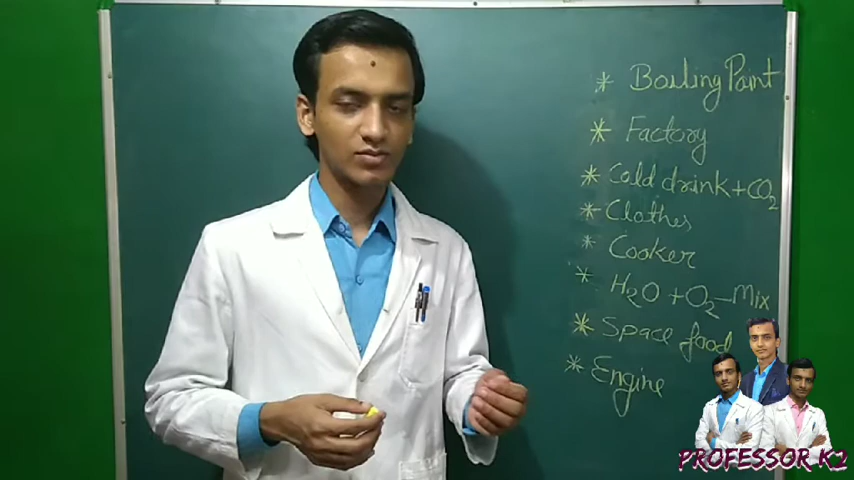 * Boiling Point
* Factory
* Cold drink + CO₂
* Clothes
* Cooker
* H₂O + O₂ - Mix
* Space food
* Engine
PROFESSOR K2